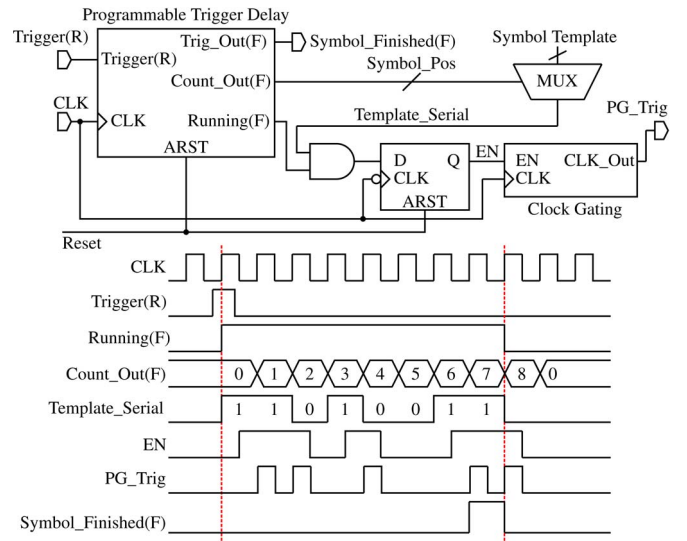 Programmable Trigger Delay
Trigger(R)
Trigger(R)
Trig_Out(F)
Symbol_Finished(F)
Count_Out(F)
Symbol_Pos
Symbol Template
MUX
CLK
CLK
Running(F)
ARST
Template_Serial
PG_Trig
D Q
CLK
ARST
EN
EN CLK_Out
CLK
Clock Gating
Reset
CLK
Trigger(R)
Running(F)
Count_Out(F) 0 1 2 3 4 5 6 7 8 0
Template_Serial 1 1 0 1 0 0 1 1
EN
PG_Trig
Symbol_Finished(F)